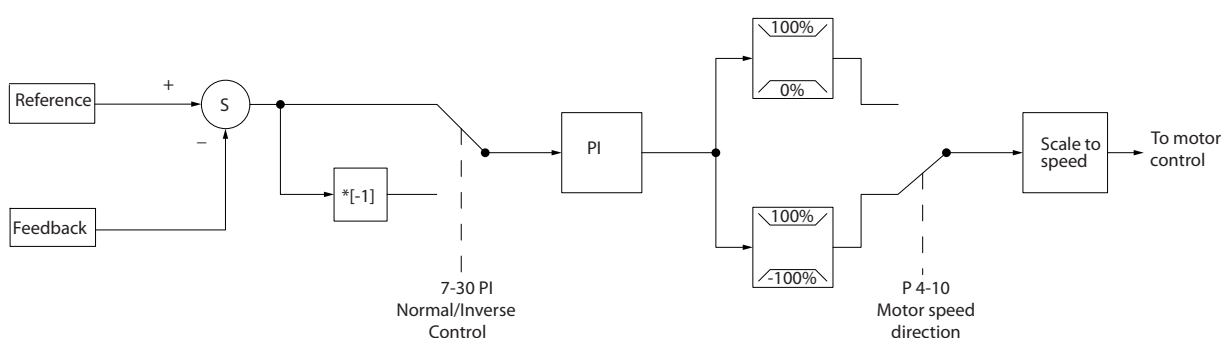 Reference
+
S
–
Feedback
*[-1]
7-30 PI
Normal/Inverse
Control
PI
100%
0%
100%
-100%
P 4-10
Motor speed
direction
Scale to
speed
To motor
control